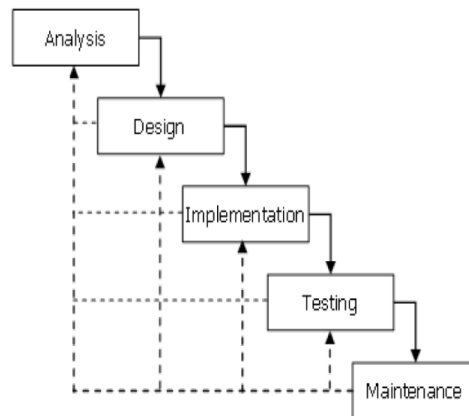 Analysis
Design
Implementation
Testing
Maintenance